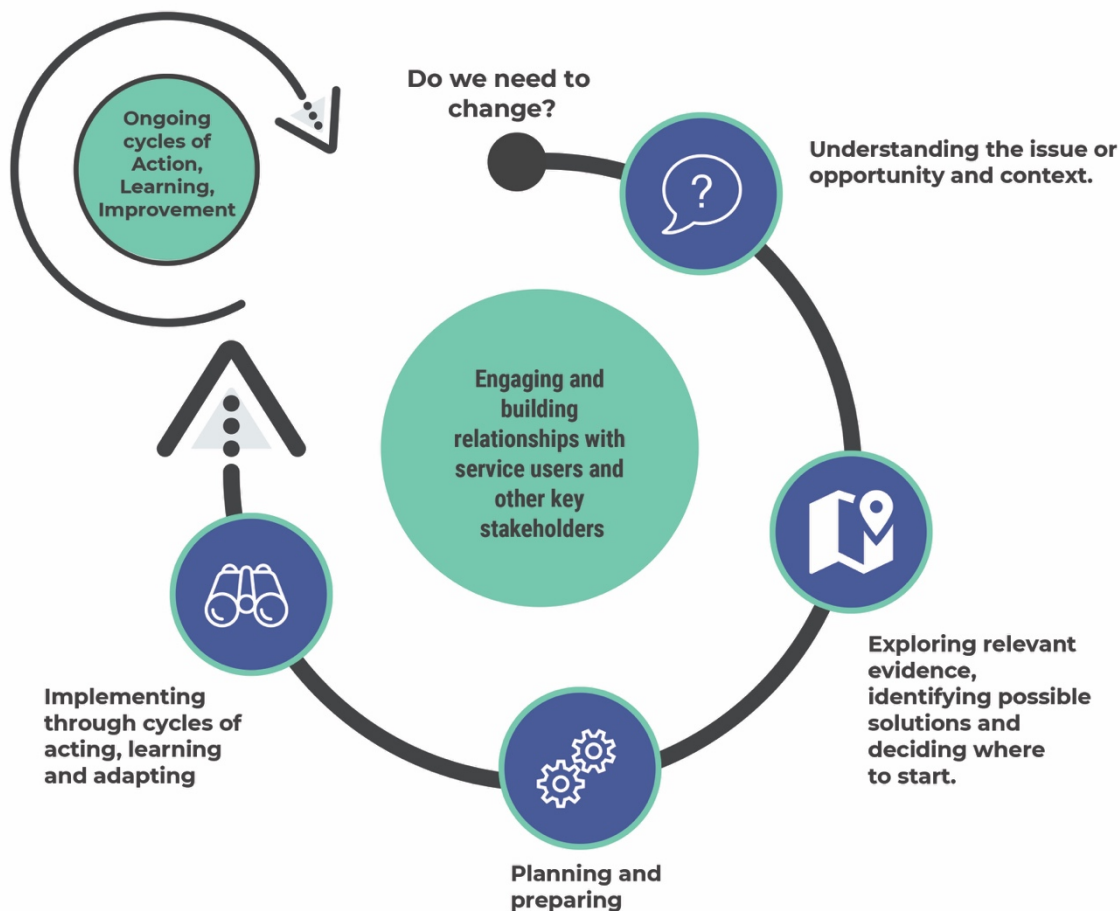 Do we need to
change?
Understanding the issue or
opportunity and context.
?
Exploring relevant
evidence,
identifying possible
solutions and
deciding where
to start.
Planning and
preparing
Implementing
through cycles of
acting, learning
and adapting
Ongoing
cycles of
Action,
Learning,
Improvement
Engaging and
building
relationships with
service users and
other key
stakeholders